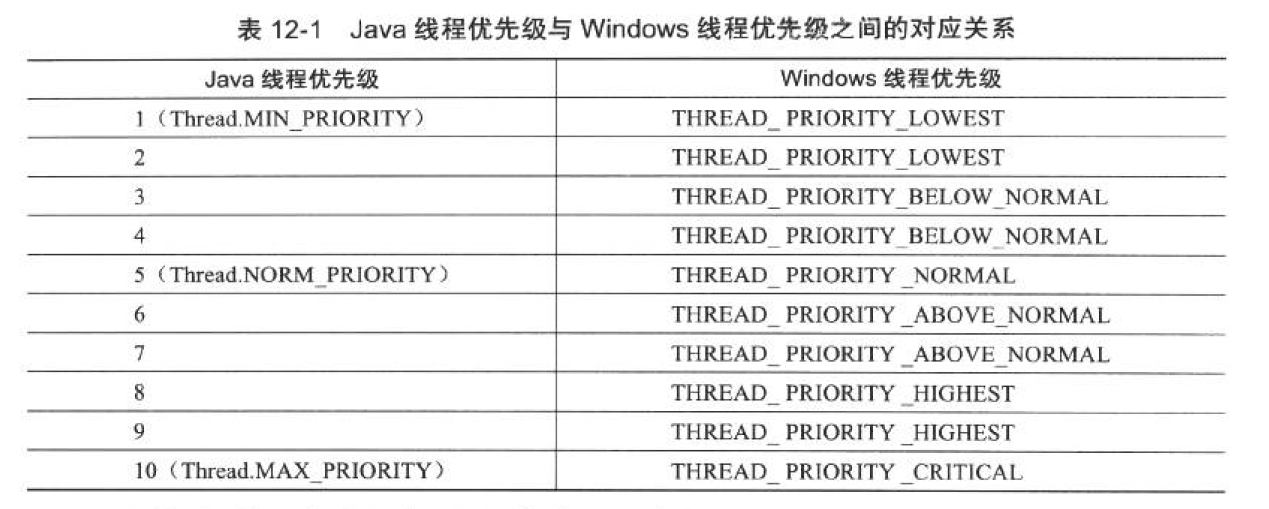 表 12-1 Java 线程优先级与 Windows 线程优先级之间的对应关系
Java 线程优先级 Windows 线程优先级
1（Thread.MIN_PRIORITY） THREAD_ PRIORITY_LOWEST
2 THREAD_ PRIORITY_LOWEST
3 THREAD_ PRIORITY_BELOW_NORMAL
4 THREAD_ PRIORITY_BELOW_NORMAL
5（Thread.NORM_PRIORITY） THREAD_ PRIORITY _NORMAL
6 THREAD_ PRIORITY _ABOVE_NORMAL
7 THREAD_ PRIORITY _ABOVE_NORMAL
8 THREAD_ PRIORITY _HIGHEST
9 THREAD_ PRIORITY _HIGHEST
10（Thread.MAX_PRIORITY） THREAD_ PRIORITY _CRITICAL